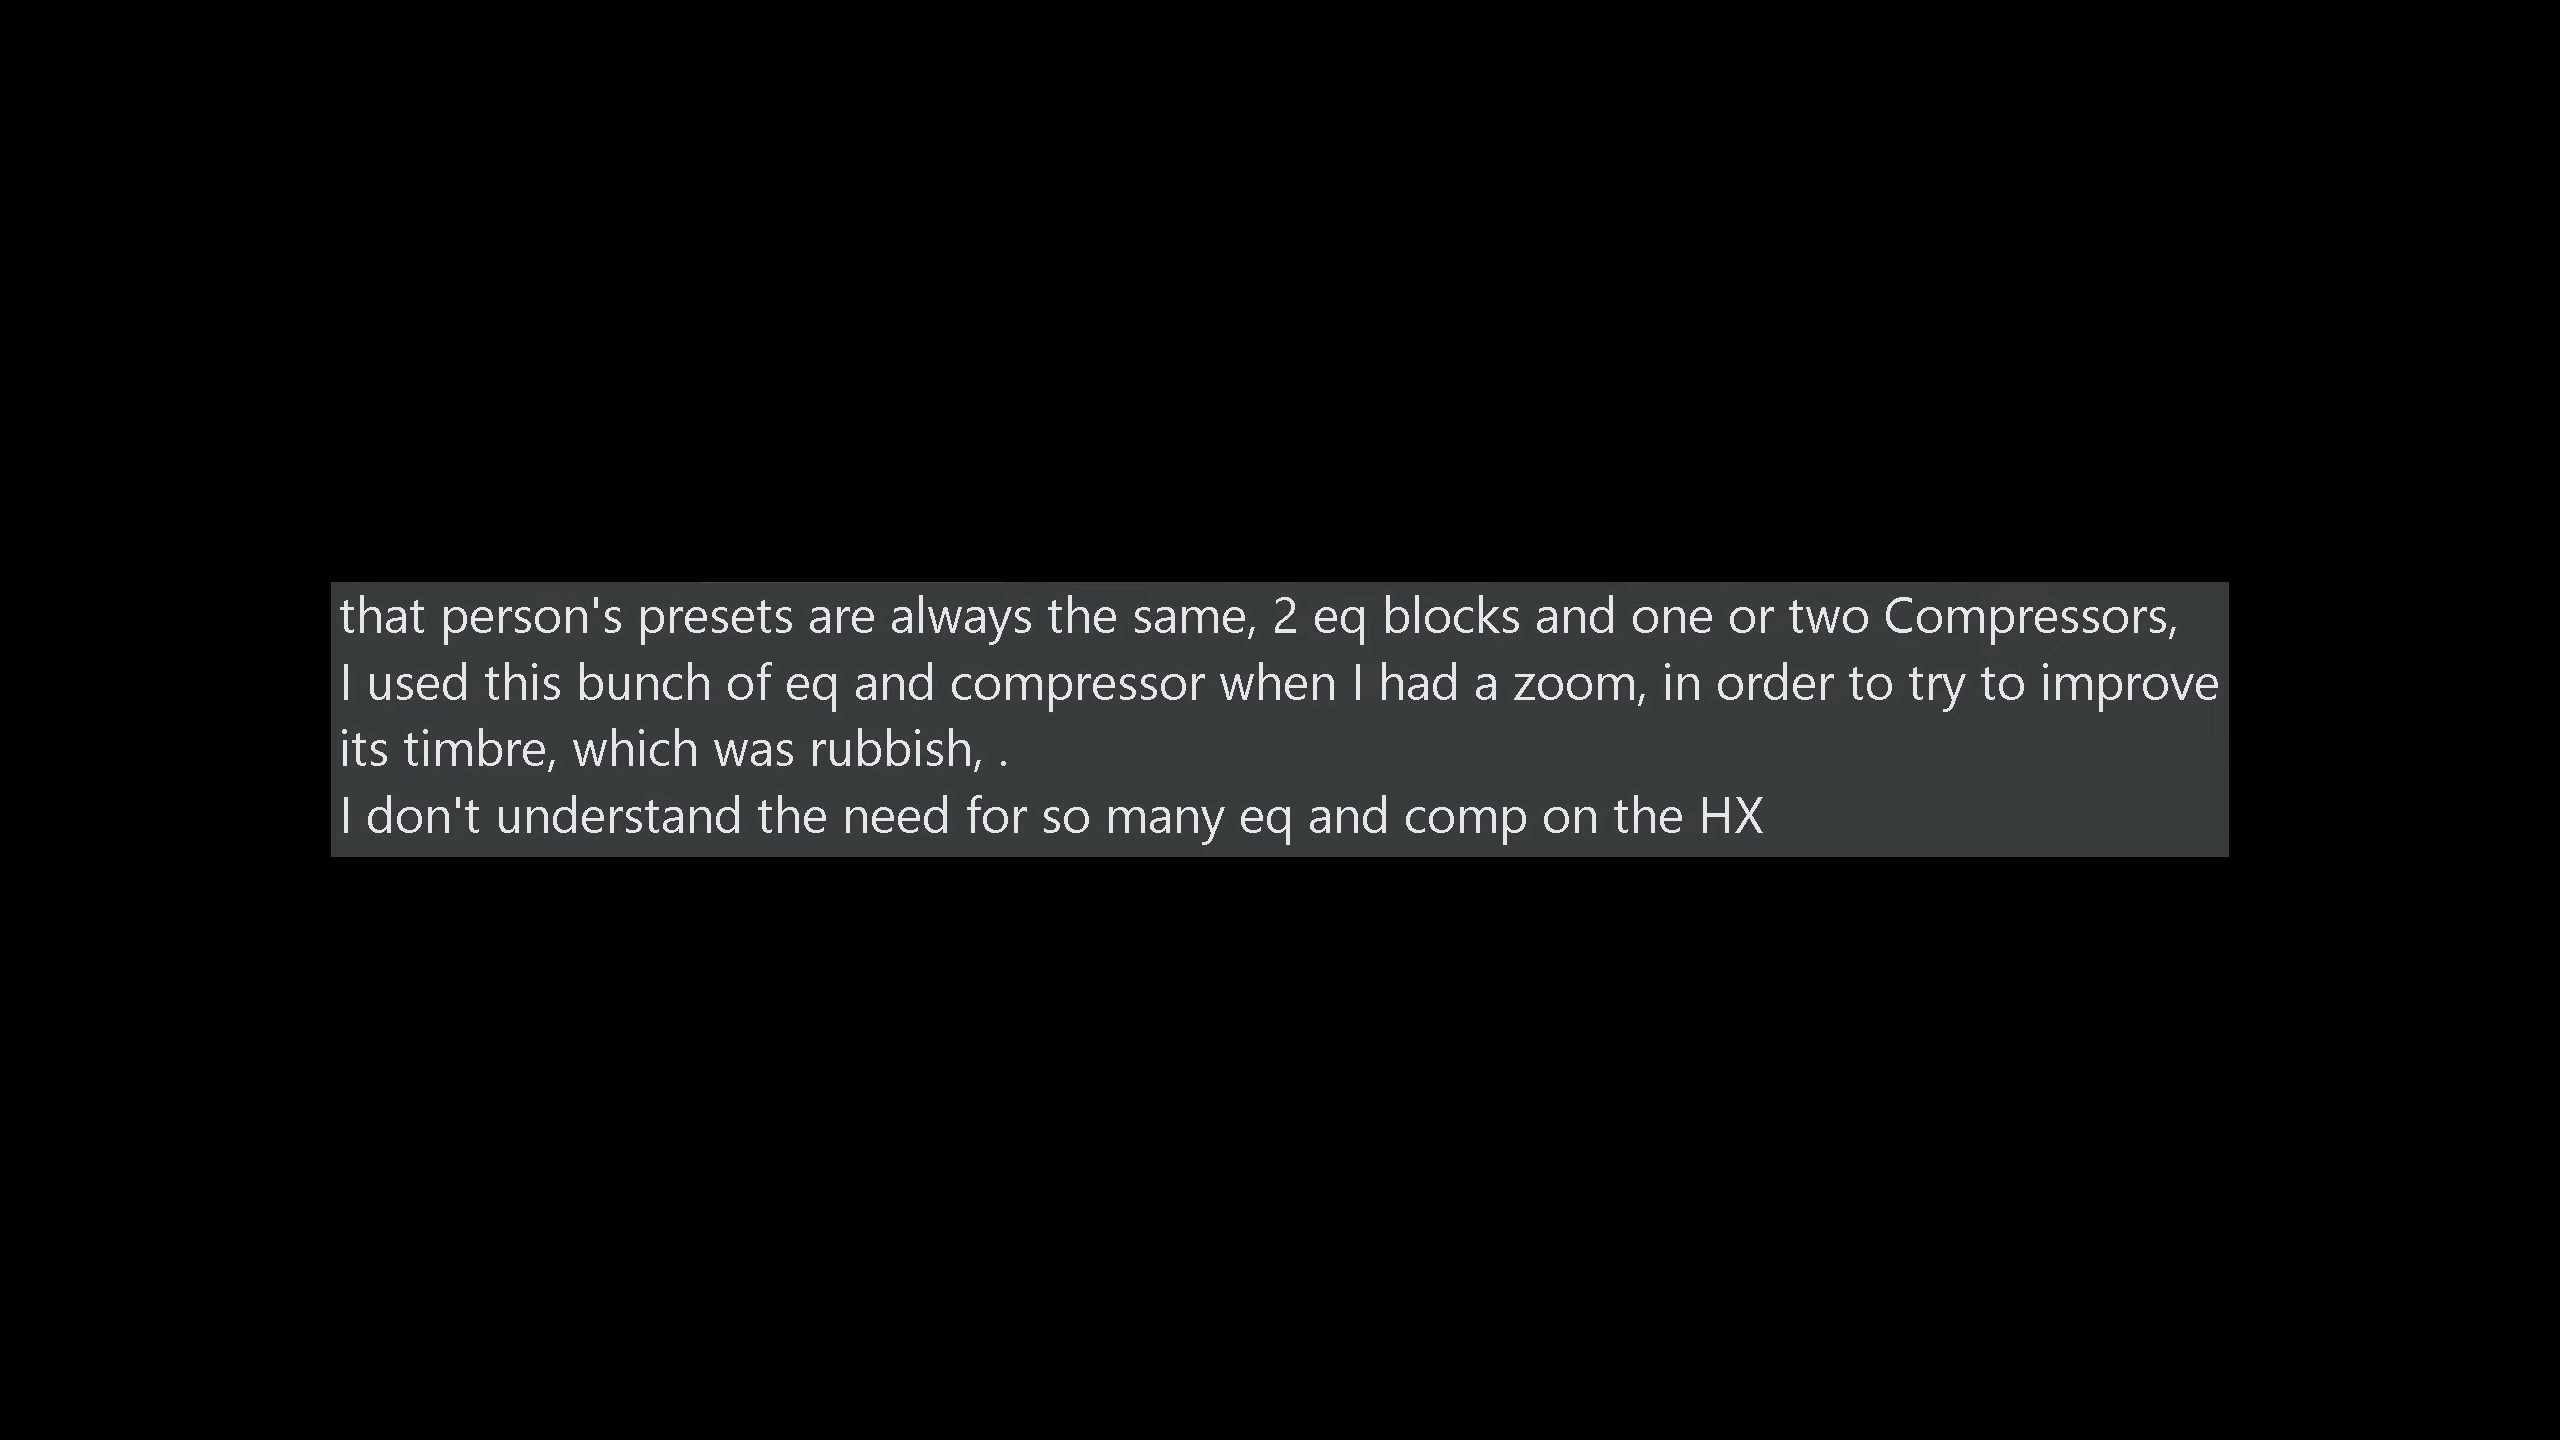 that person's presets are always the same, 2 eq blocks and one or two Compressors,
I used this bunch of eq and compressor when I had a zoom, in order to try to improve
its timbre, which was rubbish, .
I don't understand the need for so many eq and comp on the HX